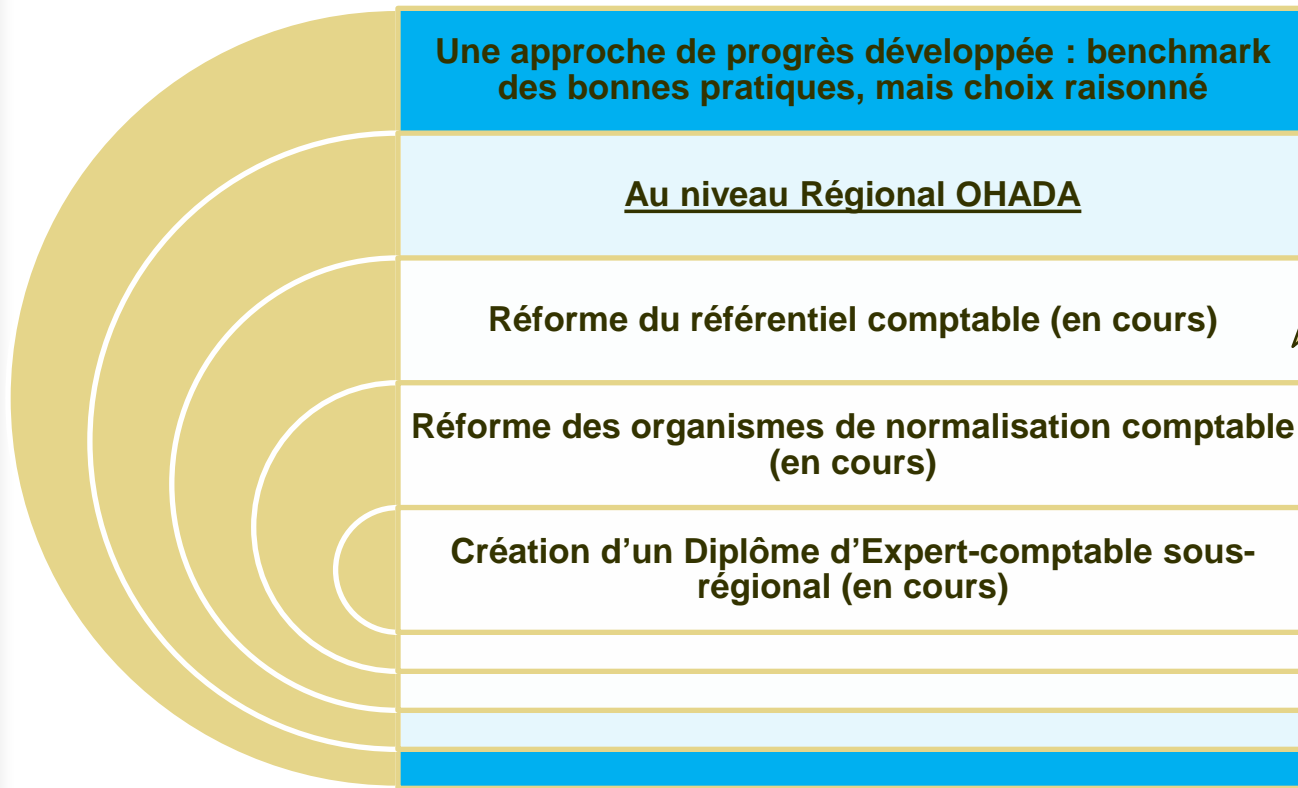 Une approche de progrès développée : benchmark
des bonnes pratiques, mais choix raisonné
Au niveau Régional OHADA
Réforme du référentiel comptable (en cours)
Réforme des organismes de normalisation comptable
(en cours)
Création d’un Diplôme d’Expert-comptable sous-
régional (en cours)